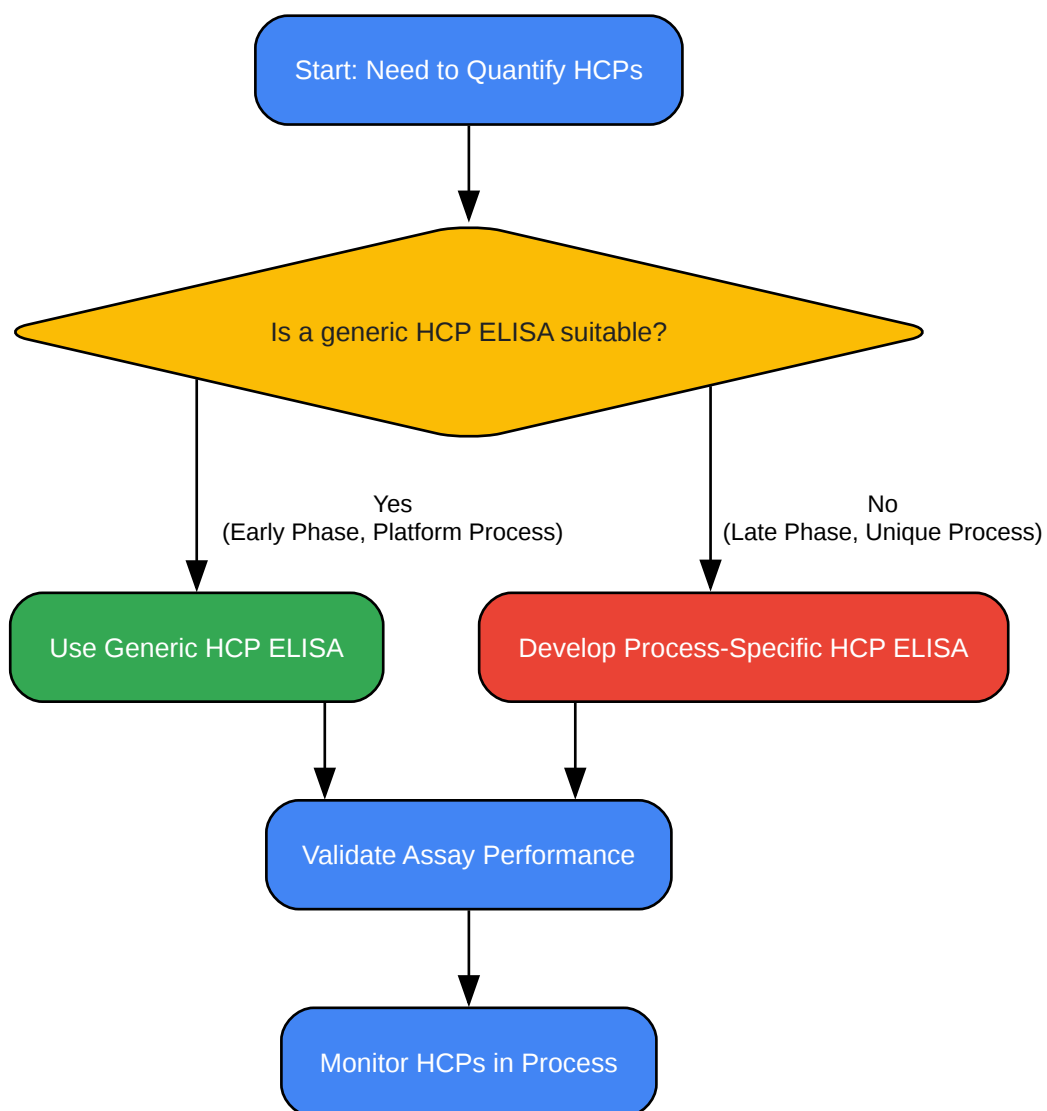 Start: Need to Quantify HCPs
Is a generic HCP ELISA suitable?
Yes
(Early Phase, Platform Process)
No
(Late Phase, Unique Process)
Use Generic HCP ELISA
Develop Process-Specific HCP ELISA
Validate Assay Performance
Monitor HCPs in Process